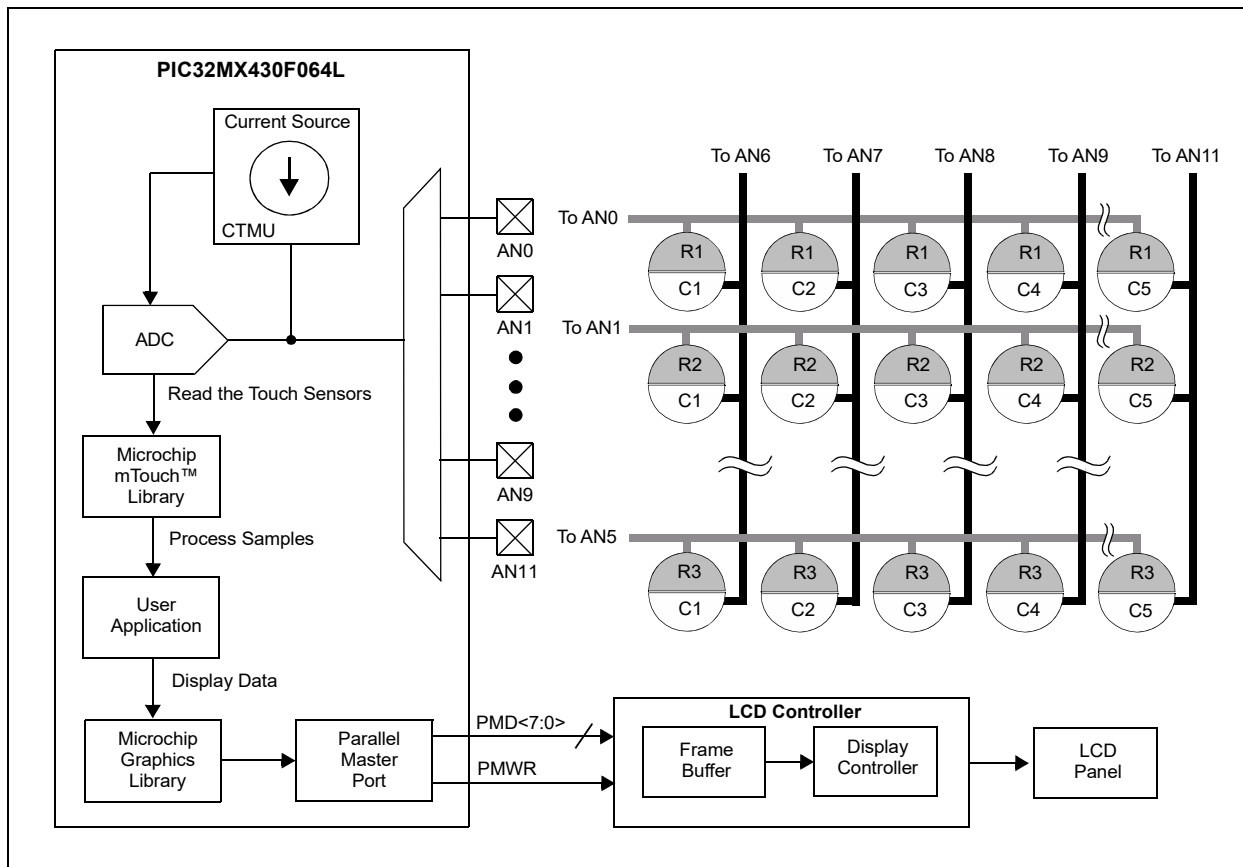 PIC32MX430F064L
Current Source
CTMU
ADC
Read the Touch Sensors
Microchip
mTouch™
Library
Process Samples
User
Application
Display Data
Microchip
Graphics
Library
Parallel
Master
Port
AN0
AN1
AN9
AN11
To AN6
To AN7
To AN8
To AN9
To AN11
To AN0
R1 R1 R1 R1 R1
C1 C2 C3 C4 C5
To AN1
R2 R2 R2 R2 R2
C1 C2 C3 C4 C5
To AN5
R3 R3 R3 R3 R3
C1 C2 C3 C4 C5
PMD<7:0>
PMWR
LCD Controller
Frame
Buffer
Display
Controller
LCD
Panel